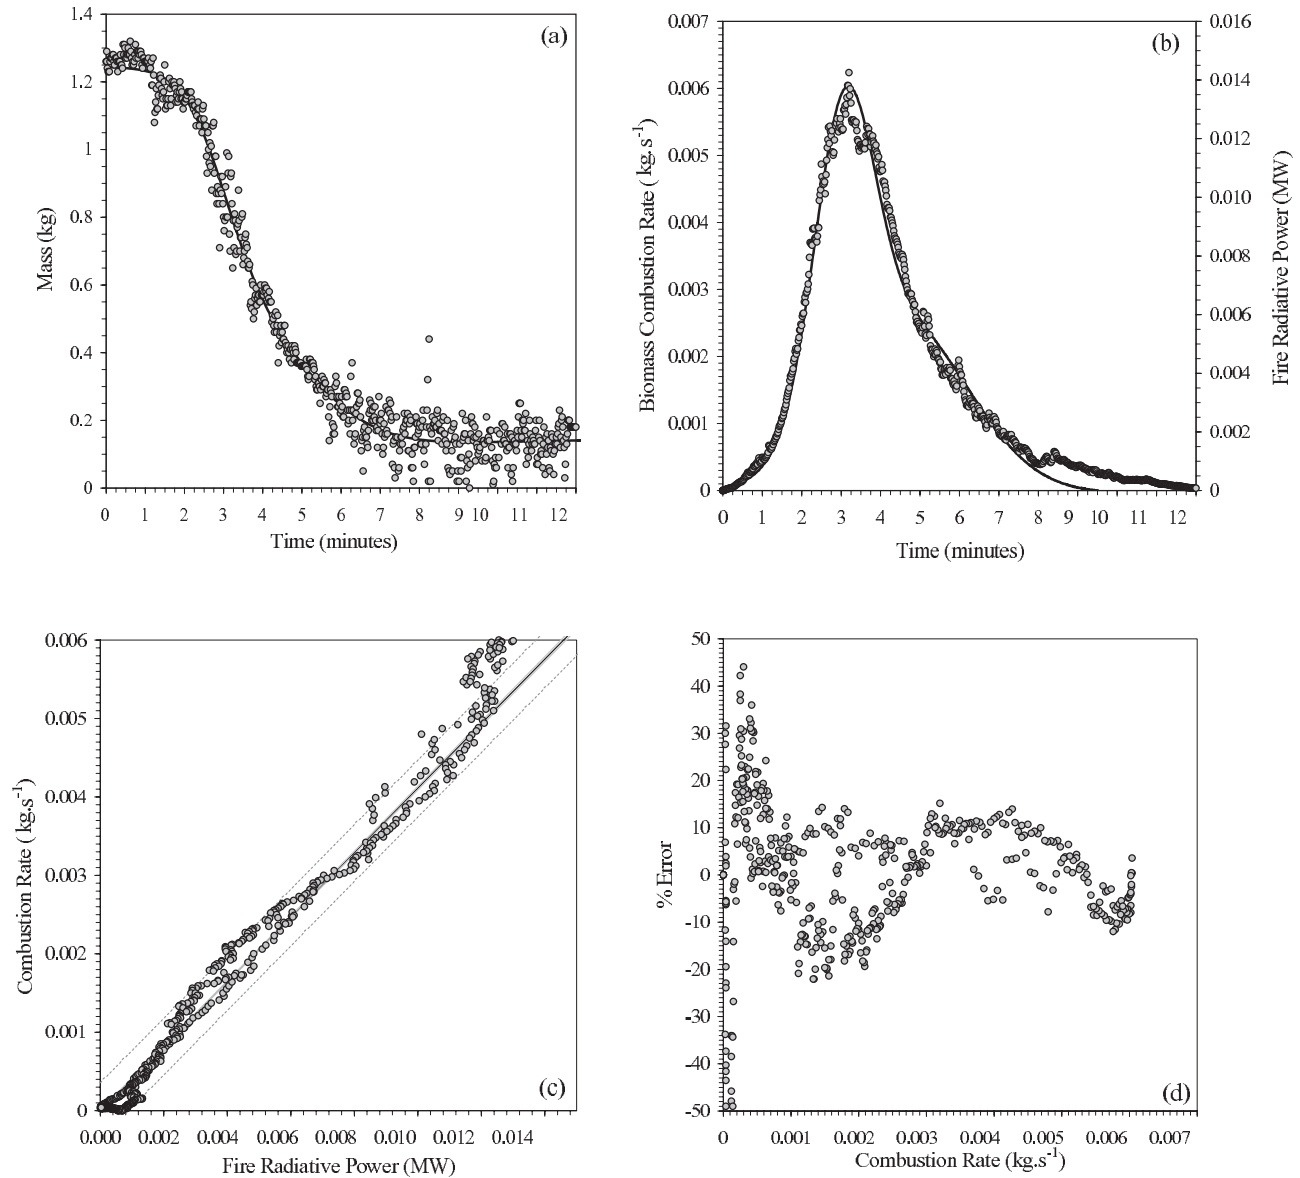 (a)
Mass (kg)
1.4
1.2
1
0.8
0.6
0.4
0.2
0
0 1 2 3 4 5 6 7 8 9 10 11 12
Time (minutes)
(b)
Biomass Combustion Rate ( kg.s-1)
0.007
0.006
0.005
0.004
0.003
0.002
0.001
0
0.016
0.014
0.012
0.010
0.008
0.006
0.004
0.002
0
Fire Radiative Power (MW)
0 1 2 3 4 5 6 7 8 9 10 11 12
Time (minutes)
Combustion Rate ( kg.s-1)
0.006
0.005
0.004
0.003
0.002
0.001
0
(c)
0.000 0.002 0.004 0.006 0.008 0.010 0.012 0.014
Fire Radiative Power (MW)
% Error
50
40
30
20
10
0
-10
-20
-30
-40
-50
(d)
0 0.001 0.002 0.003 0.004 0.005 0.006 0.007
Combustion Rate (kg.s-1)